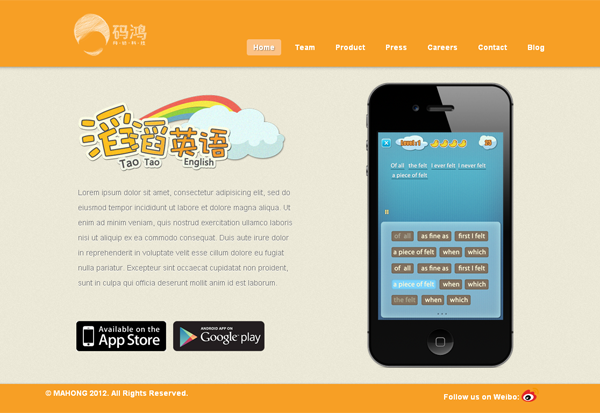 码鸿
Home Team Product Press Careers Contact Blog
滔滔英语
Tao Tao English
Lorem ipsum dolor sit amet, consectetur adipisicing elit, sed do
eiusmod tempor incididunt ut labore et dolore magna aliqua. Ut
enim ad minim veniam, quis nostrud exercitation ullamco laboris
nisi ut aliquip ex ea commodo consequat. Duis aute irure dolor
in reprehenderit in voluptate velit esse cillum dolore eu fugiat
nulla pariatur. Excepteur sint occaecat cupidatat non proident,
sunt in culpa qui officia deserunt mollit anim id est laborum.
Available on the
App Store
ANDROID APP ON
Google play
Of all the felt I ever felt I never felt
a piece of felt
of all as fine as first I felt
a piece of felt when which
of all as fine as first I felt
a piece of felt when which
the felt when which
© MAHONG 2012. All Rights Reserved.
Follow us on Weibo: